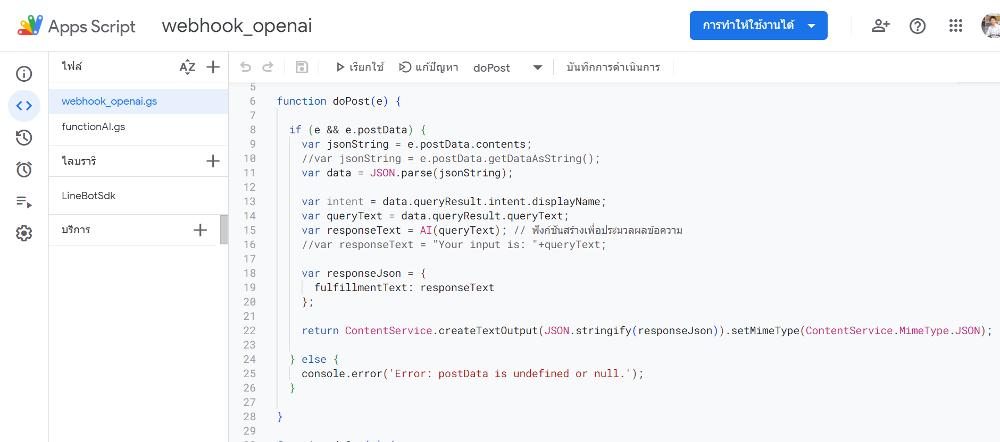 Apps Script
webhook_openai
การทำให้ใช้งานได้
ไฟล์
AZ
เรียกใช้
แก้ปัญหา
doPost
บันทึกการดำเนินการ
webhook_openai.gs
functionAI.gs
ไลบรารี
LineBotSdk
บริการ
5
6 function doPost(e) {
7
8 if (e && e.postData) {
9 var jsonString = e.postData.contents;
10 //var jsonString = e.postData.getDataAsString();
11 var data = JSON.parse(jsonString);
12
13 var intent = data.queryResult.intent.displayName;
14 var queryText = data.queryResult.queryText;
15 var responseText = AI(queryText); // ฟังก์ชันสร้างเพื่อประมวลผลข้อความ
16 //var responseText = "Your input is: "+queryText;
17
18 var responseJson = {
19 fulfillmentText: responseText
20 };
21
22 return ContentService.createTextOutput(JSON.stringify(responseJson)).setMimeType(ContentService.MimeType.JSON);
23
24 } else {
25 console.error('Error: postData is undefined or null.');
26 }
27
28 }
29